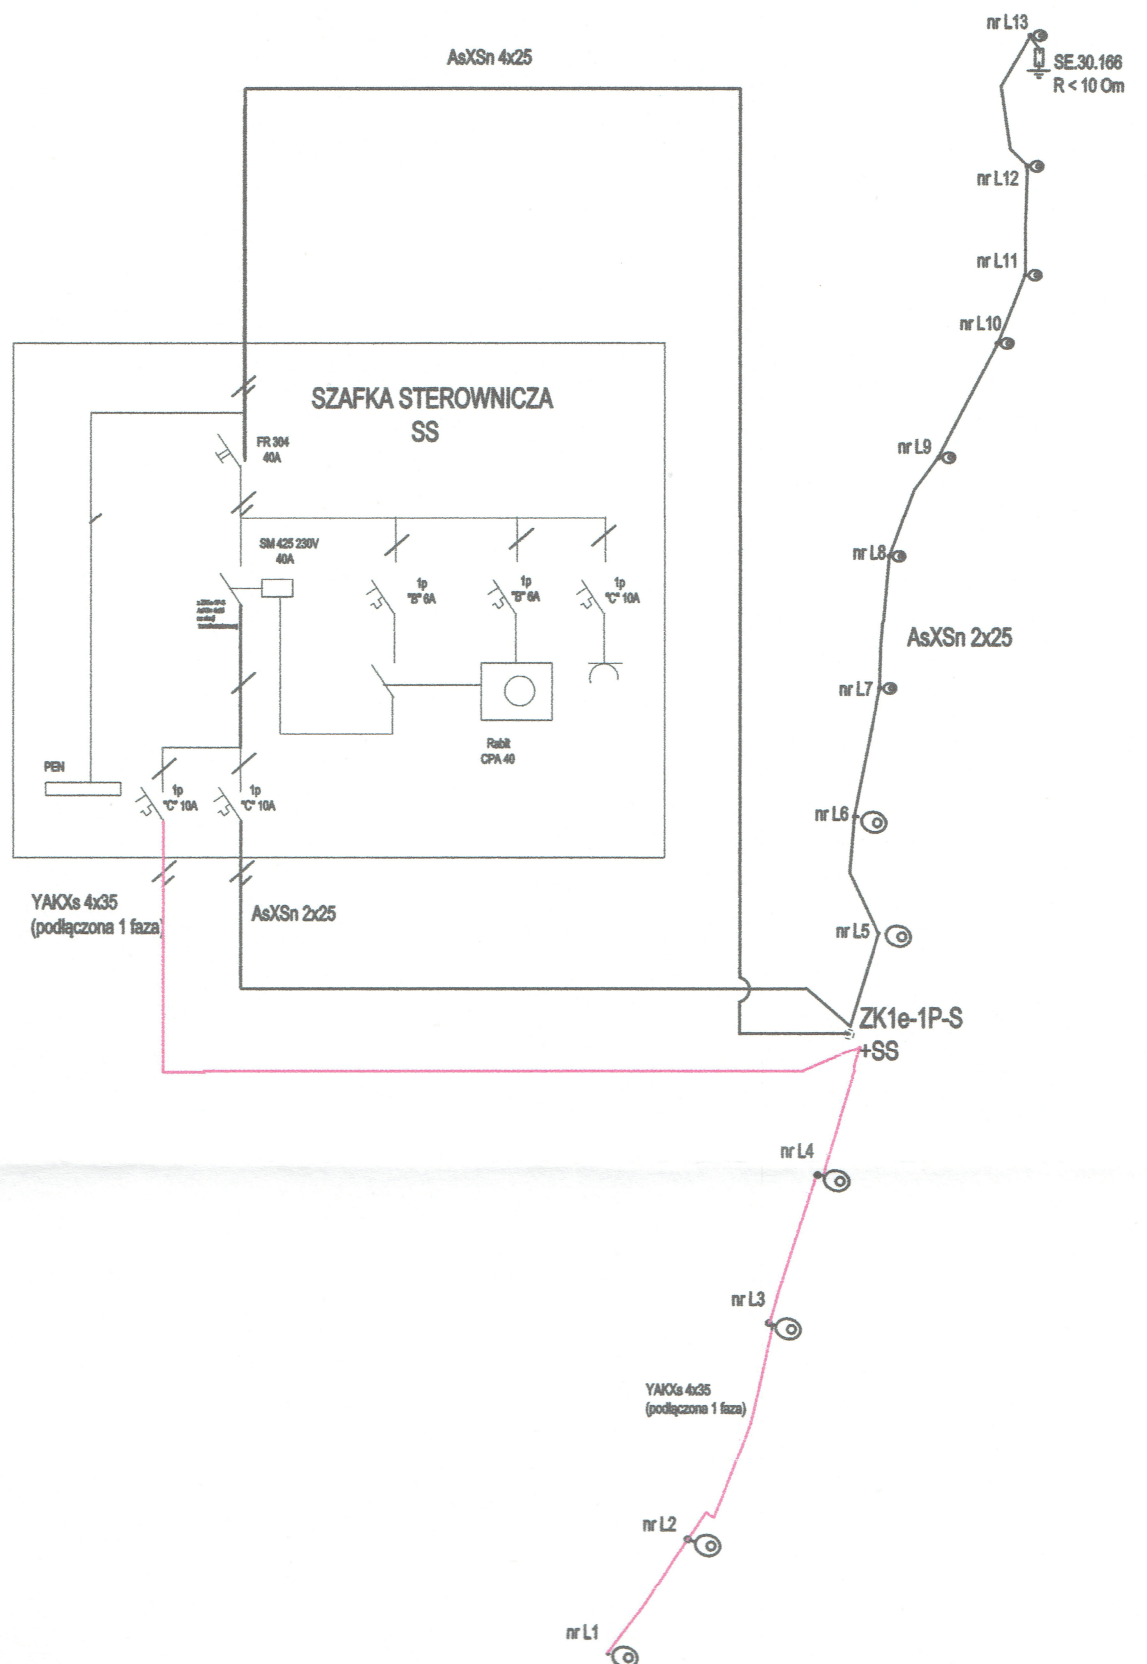 nr L13
AsXSn 4x25
SE.30.166
R < 10 Om
nr L12
nr L11
nr L10
SZAFKA STEROWNICZA
SS
FR 304
40A
nr L9
SM 425 230V
40A
nr L8
1p
"B" 6A
1p
"B" 6A
1p
"C" 10A
AsXSn 2x25
nr L7
Rabit
CPA 40
PEN
1p
"C" 10A
1p
"C" 10A
nr L6
YAKXs 4x35
(podłączona 1 faza)
AsXSn 2x25
nr L5
ZK1e-1P-S
+SS
nr L4
nr L3
YAKXs 4x35
(podłączona 1 faza)
nr L2
nr L1